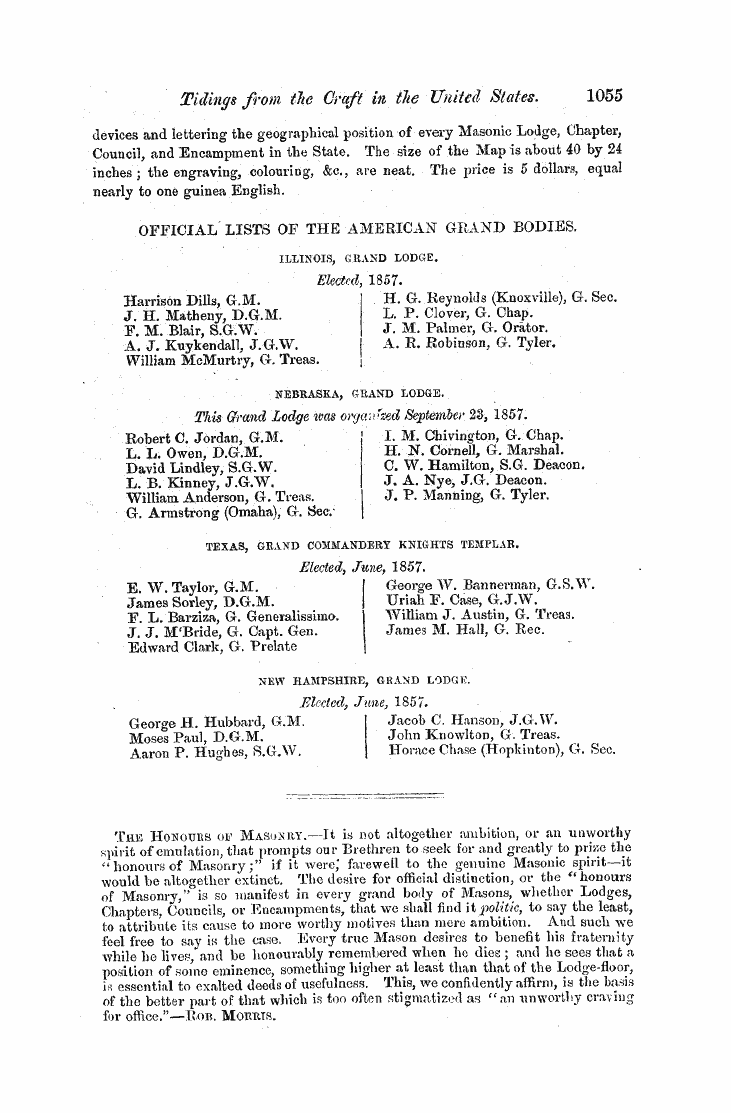 Tidings from the Craft in the United States. 1055
devices and lettering the geographical position of every Masonic Lodge, Chapter,
Council, and Encampment in the State. The size of the Map is about 40 by 24
inches ; the engraving, colouring, &c., are neat. The price is 5 dollars, equal
nearly to one guinea English.
OFFICIAL LISTS OF THE AMERICAN GRAND BODIES.
ILLINOIS, GRAND LODGE.
Elected, 1857.
Harrison Dills, G.M.
J. H. Matheny, D.G.M.
F. M. Blair, S.G.W.
A. J. Kuykendall, J.G.W.
William McMurtry, G. Treas.
H. G. Reynolds (Knoxville), G. Sec.
L. P. Clover, G. Chap.
J. M. Palmer, G. Orator.
A. R. Robinson, G. Tyler.
NEBRASKA, GRAND LODGE.
This Grand Lodge was organized September 23, 1857.
Robert C. Jordan, G.M.
L. L. Owen, D.G.M.
David Lindley, S.G.W.
L. B. Kinney, J.G.W.
William Anderson, G. Treas.
G. Armstrong (Omaha), G. Sec.
I. M. Chivington, G. Chap.
H. N. Cornell, G. Marshal.
C. W. Hamilton, S.G. Deacon.
J. A. Nye, J.G. Deacon.
J. P. Manning, G. Tyler.
TEXAS, GRAND COMMANDERY KNIGHTS TEMPLAR.
Elected, June, 1857.
E. W. Taylor, G.M.
James Sorley, D.G.M.
F. L. Barziza, G. Generalissimo.
J. J. M'Bride, G. Capt. Gen.
Edward Clark, G. Prelate
George W. Bannerman, G.S.W.
Uriah F. Case, G.J.W.
William J. Austin, G. Treas.
James M. Hall, G. Rec.
NEW HAMPSHIRE, GRAND LODGE.
Elected, June, 1857.
George H. Hubbard, G.M.
Moses Paul, D.G.M.
Aaron P. Hughes, S.G.W.
Jacob C. Hanson, J.G.W.
John Knowlton, G. Treas.
Horace Chase (Hopkinton), G. Sec.
THE HONOURS OF MASONRY.—It is not altogether ambition, or an unworthy
spirit of emulation, that prompts our Brethren to seek for and greatly to prize the
"honours of Masonry ;" if it were, farewell to the genuine Masonic spirit—it
would be altogether extinct. The desire for official distinction, or the "honours
of Masonry," is so manifest in every grand body of Masons, whether Lodges,
Chapters, Councils, or Encampments, that we shall find it politic, to say the least,
to attribute its cause to more worthy motives than mere ambition. And such we
feel free to say is the case. Every true Mason desires to benefit his fraternity
while he lives, and be honourably remembered when he dies ; and he sees that a
position of some eminence, something higher at least than that of the Lodge-floor,
is essential to exalted deeds of usefulness. This, we confidently affirm, is the basis
of the better part of that which is too often stigmatized as "an unworthy craving
for office."—ROB. MORRIS.